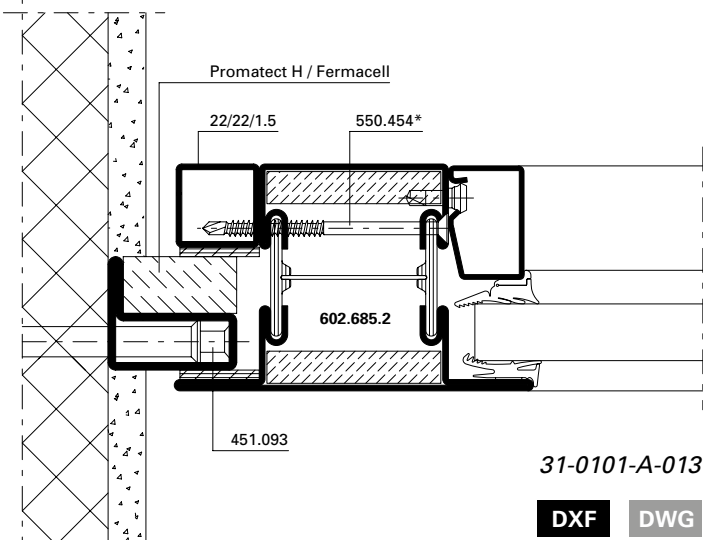 Promatect H / Fermacell
22/22/1.5 550.454*
602.685.2
451.093
31-0101-A-013
DXF DWG